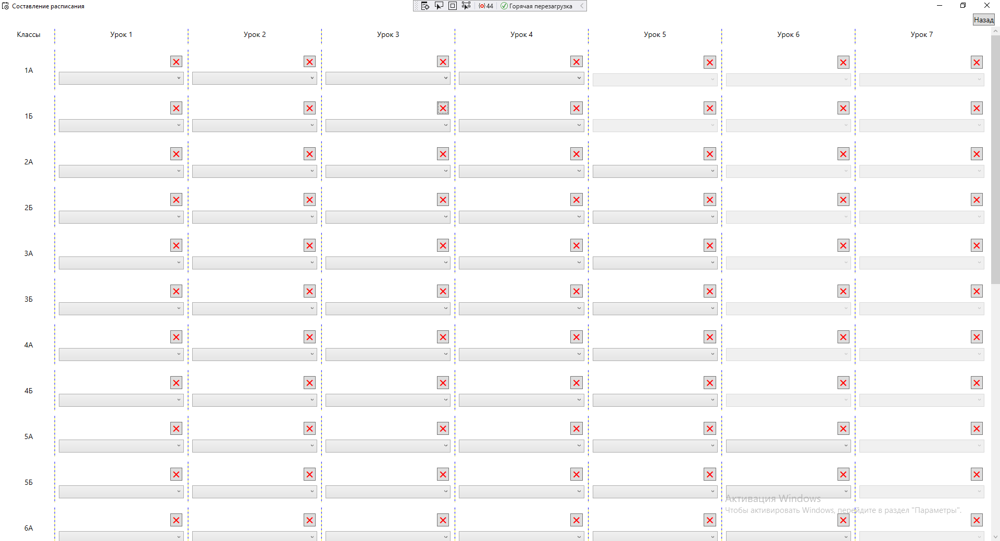 Составление расписания
44
Горячая перезагрузка
Назад
Классы Урок 1 Урок 2 Урок 3 Урок 4 Урок 5 Урок 6 Урок 7
1А
1Б
2А
2Б
3А
3Б
4А
4Б
5А
5Б
Активация Windows
Чтобы активировать Windows, перейдите в раздел "Параметры".
6А